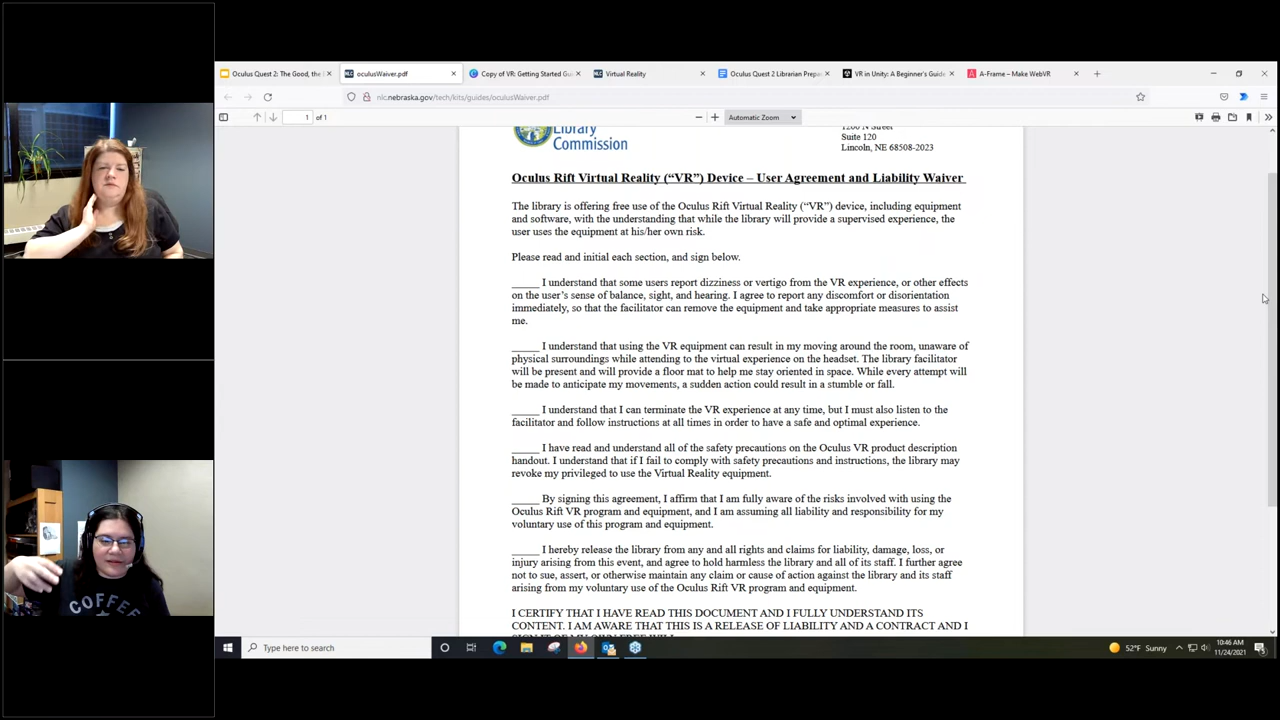 Oculus Quest 2: The Good, the
oculusWaiver.pdf
Copy of VR: Getting Started Gui
Virtual Reality
Oculus Quest 2 Librarian Prepa
VR in Unity: A Beginner's Guide
A-Frame – Make WebVR
nlc.nebraska.gov/tech/kits/guides/oculusWaiver.pdf
1 of 1
Automatic Zoom
Library
Commission
1200 N Street
Suite 120
Lincoln, NE 68508-2023
Oculus Rift Virtual Reality (“VR”) Device – User Agreement and Liability Waiver
The library is offering free use of the Oculus Rift Virtual Reality (“VR”) device, including equipment
and software, with the understanding that while the library will provide a supervised experience, the
user uses the equipment at his/her own risk.
Please read and initial each section, and sign below.
_____ I understand that some users report dizziness or vertigo from the VR experience, or other effects
on the user’s sense of balance, sight, and hearing. I agree to report any discomfort or disorientation
immediately, so that the facilitator can remove the equipment and take appropriate measures to assist
me.
_____ I understand that using the VR equipment can result in my moving around the room, unaware of
physical surroundings while attending to the virtual experience on the headset. The library facilitator
will be present and will provide a floor mat to help me stay oriented in space. While every attempt will
be made to anticipate my movements, a sudden action could result in a stumble or fall.
_____ I understand that I can terminate the VR experience at any time, but I must also listen to the
facilitator and follow instructions at all times in order to have a safe and optimal experience.
_____ I have read and understand all of the safety precautions on the Oculus VR product description
handout. I understand that if I fail to comply with safety precautions and instructions, the library may
revoke my privileged to use the Virtual Reality equipment.
_____ By signing this agreement, I affirm that I am fully aware of the risks involved with using the
Oculus Rift VR program and equipment, and I am assuming all liability and responsibility for my
voluntary use of this program and equipment.
_____ I hereby release the library from any and all rights and claims for liability, damage, loss, or
injury arising from this event, and agree to hold harmless the library and all of its staff. I further agree
not to sue, assert, or otherwise maintain any claim or cause of action against the library and its staff
arising from my voluntary use of the Oculus Rift VR program and equipment.
I CERTIFY THAT I HAVE READ THIS DOCUMENT AND I FULLY UNDERSTAND ITS
CONTENT. I AM AWARE THAT THIS IS A RELEASE OF LIABILITY AND A CONTRACT AND I
SIGN IT OF MY OWN FREE WILL
COFFEE
Type here to search
52°F Sunny
10:46 AM
11/24/2021